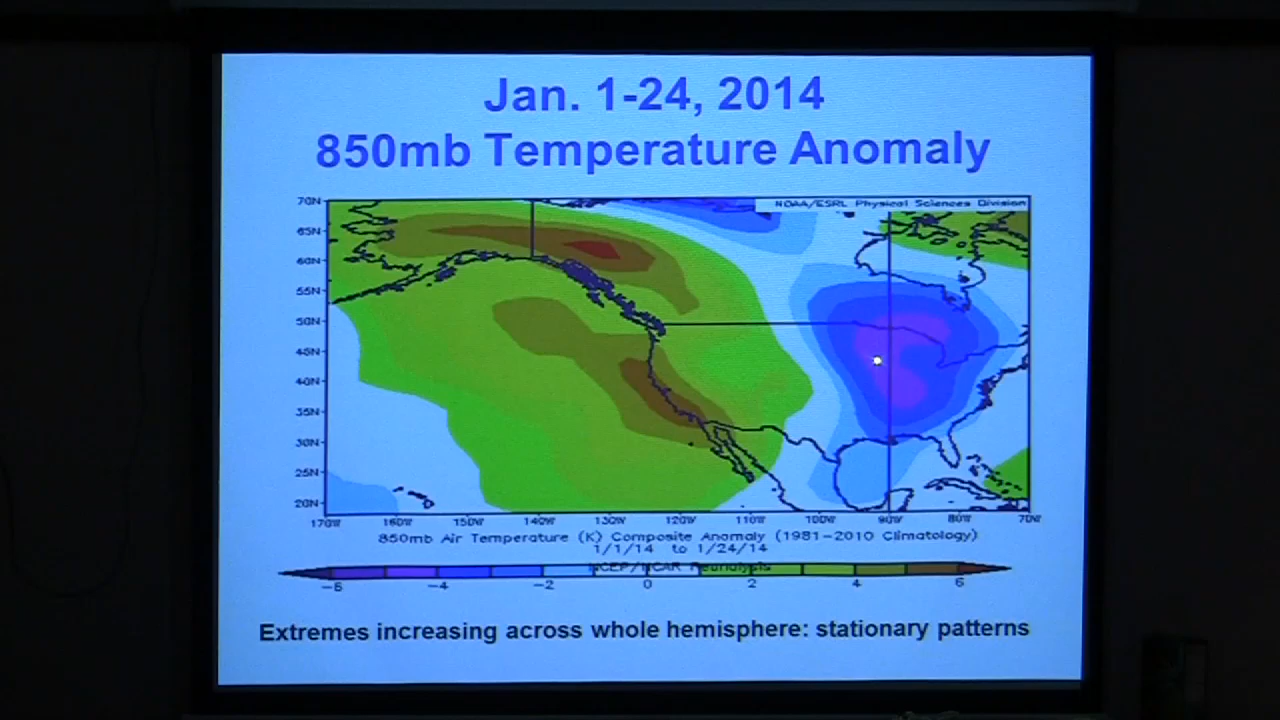 Jan. 1-24, 2014
850mb Temperature Anomaly
NOAA/ESRL Physical Sciences Division
70N
65N
60N
55N
50N
45N
40N
35N
30N
25N
20N
170W 160W 150W 140W 130W 120W 110W 100W 90W 80W 70W
850mb Air Temperature (K) Composite Anomaly (1981-2010 Climatology)
1/1/14 to 1/24/14
NCEP/NCAR Reanalysis
-6 -4 -2 0 2 4 6
Extremes increasing across whole hemisphere: stationary patterns